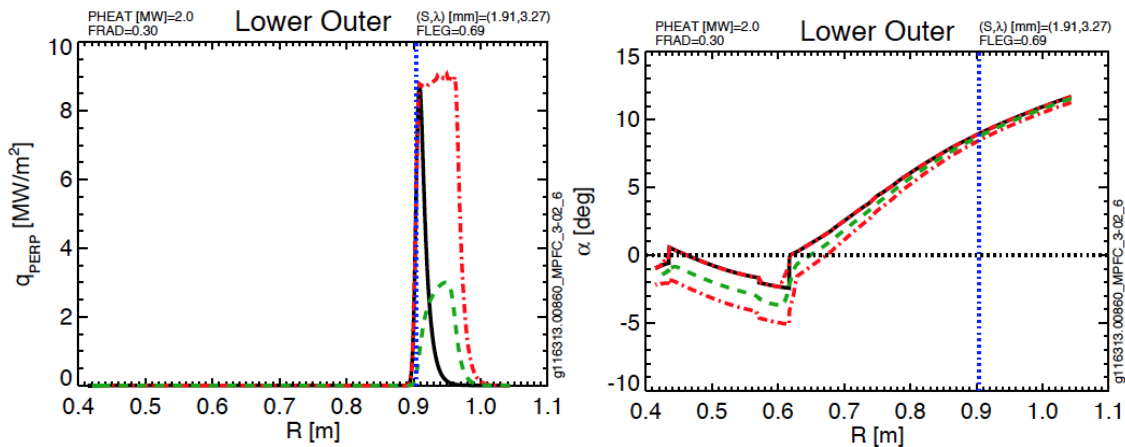 PHEAT [MW]=2.0
FRAD=0.30
Lower Outer
(S,λ) [mm]=(1.91,3.27)
FLEG=0.69
10
8
6
4
2
0
qPERP [MW/m²]
0.4 0.5 0.6 0.7 0.8 0.9 1.0 1.1
R [m]
g116313.00860_MPFC_3-02_6
PHEAT [MW]=2.0
FRAD=0.30
Lower Outer
(S,λ) [mm]=(1.91,3.27)
FLEG=0.69
15
10
5
0
-5
-10
α [deg]
0.4 0.5 0.6 0.7 0.8 0.9 1.0 1.1
R [m]
g116313.00860_MPFC_3-02_6